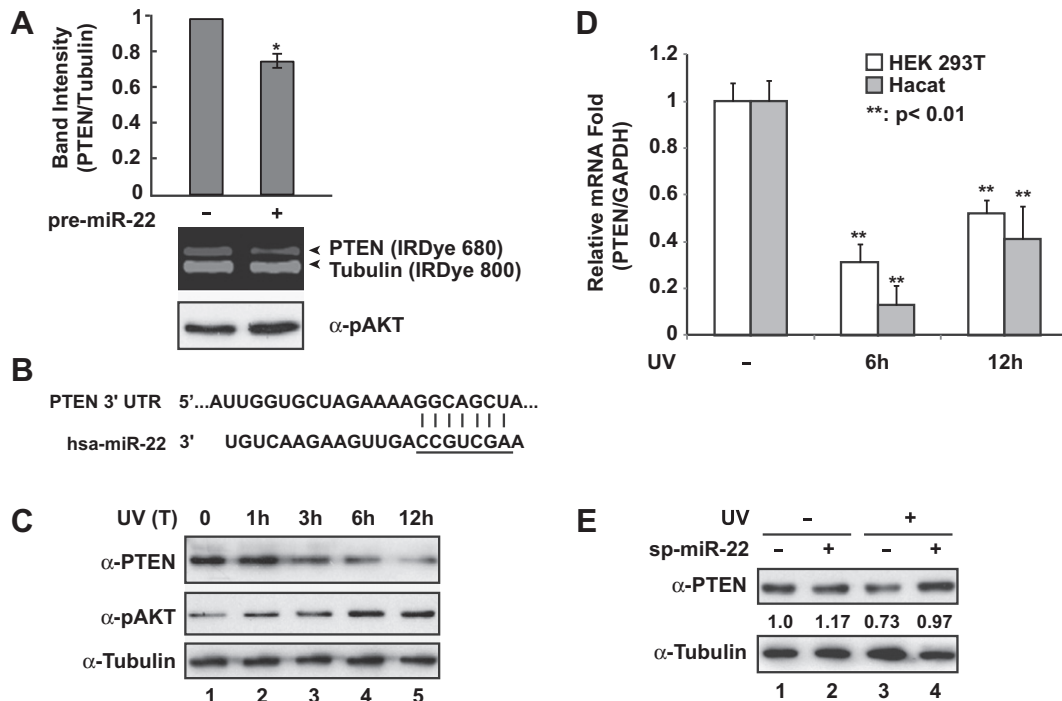 A
Band Intensity
(PTEN/Tubulin)
1
0.8
0.6
0.4
0.2
0
*
pre-miR-22 – +
PTEN (IRDye 680)
Tubulin (IRDye 800)
α-pAKT
B
PTEN 3' UTR 5'...AUUGGUGCUAGAAAAGGCAGCUA...
hsa-miR-22 3' UGUCAAGAAGUUGACCGUCGAA
C
UV (T) 0 1h 3h 6h 12h
α-PTEN
α-pAKT
α-Tubulin
1 2 3 4 5
D
Relative mRNA Fold
(PTEN/GAPDH)
1.2
1
0.8
0.6
0.4
0.2
0
HEK 293T
Hacat
**: p< 0.01
** **
** **
UV – 6h 12h
E
UV – +
sp-miR-22 – + – +
α-PTEN
1.0 1.17 0.73 0.97
α-Tubulin
1 2 3 4